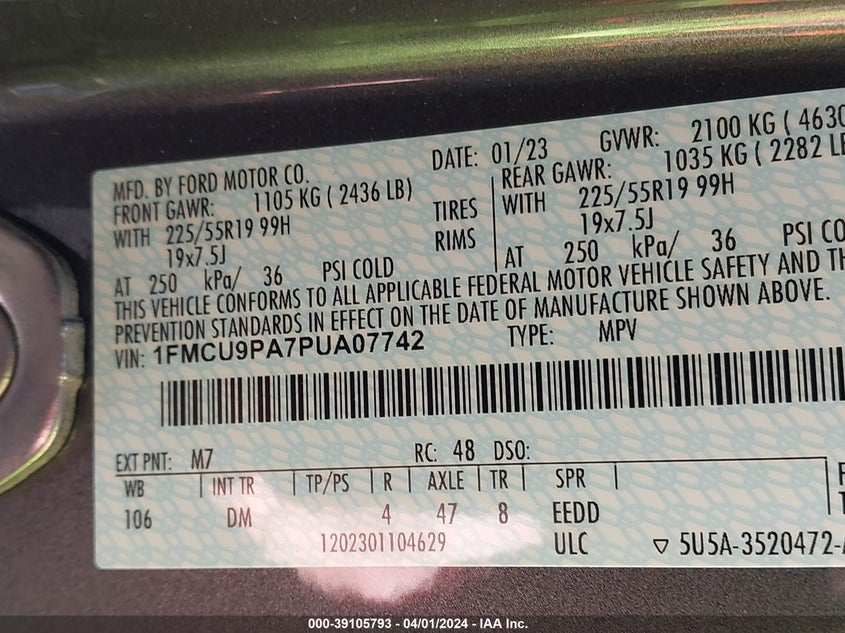 MFD. BY FORD MOTOR CO. DATE: 01/23 GVWR: 2100 KG ( 4630
FRONT GAWR: 1105 KG ( 2436 LB) REAR GAWR: 1035 KG ( 2282 LB
WITH 225/55R19 99H TIRES WITH 225/55R19 99H
19x7.5J RIMS 19x7.5J
AT 250 kPa/ 36 PSI COLD AT 250 kPa/ 36 PSI CO
THIS VEHICLE CONFORMS TO ALL APPLICABLE FEDERAL MOTOR VEHICLE SAFETY AND TH
PREVENTION STANDARDS IN EFFECT ON THE DATE OF MANUFACTURE SHOWN ABOVE.
VIN: 1FMCU9PA7PUA07742 TYPE: MPV
EXT PNT: M7 RC: 48 DSO:
WB INT TR TP/PS R AXLE TR SPR
106 DM 4 47 8 EEDD
1202301104629 ULC ▽ 5U5A-3520472-
000-39105793 - 04/01/2024 - IAA Inc.